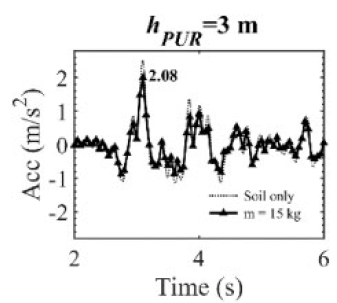 h_PUR=3 m
2.08
Acc (m/s²)
2
1
0
-1
-2
Soil only
m = 15 kg
2
4
6
Time (s)